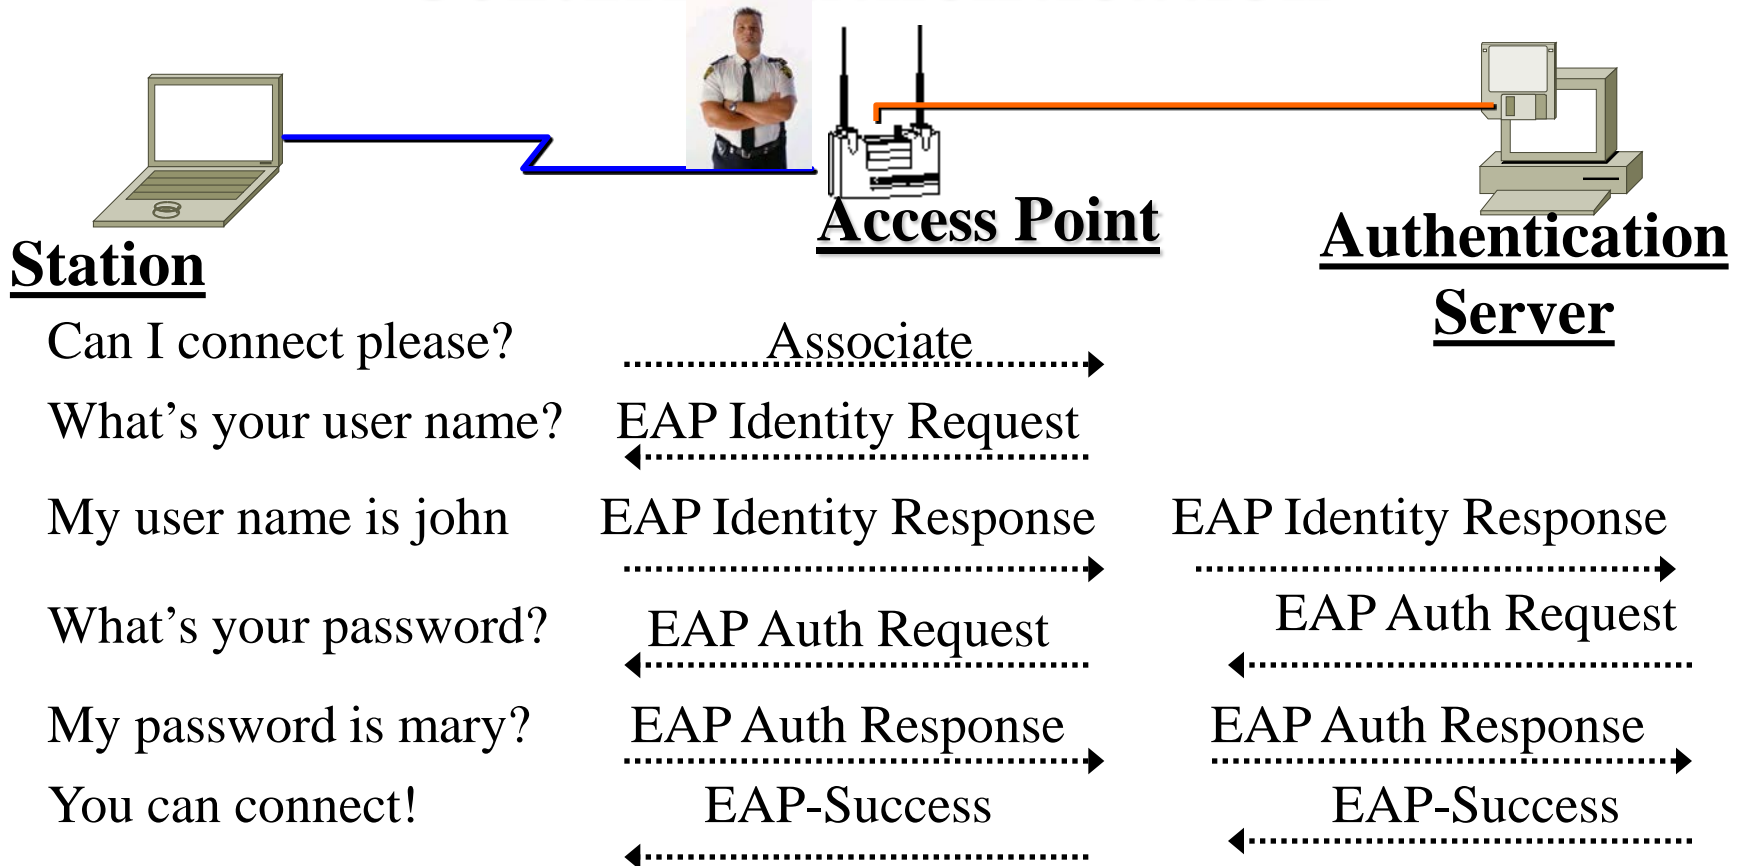 Access Point
Station
Authentication
Server
Can I connect please? Associate
What's your user name? EAP Identity Request
My user name is john EAP Identity Response EAP Identity Response
What's your password? EAP Auth Request EAP Auth Request
My password is mary? EAP Auth Response EAP Auth Response
You can connect! EAP-Success EAP-Success